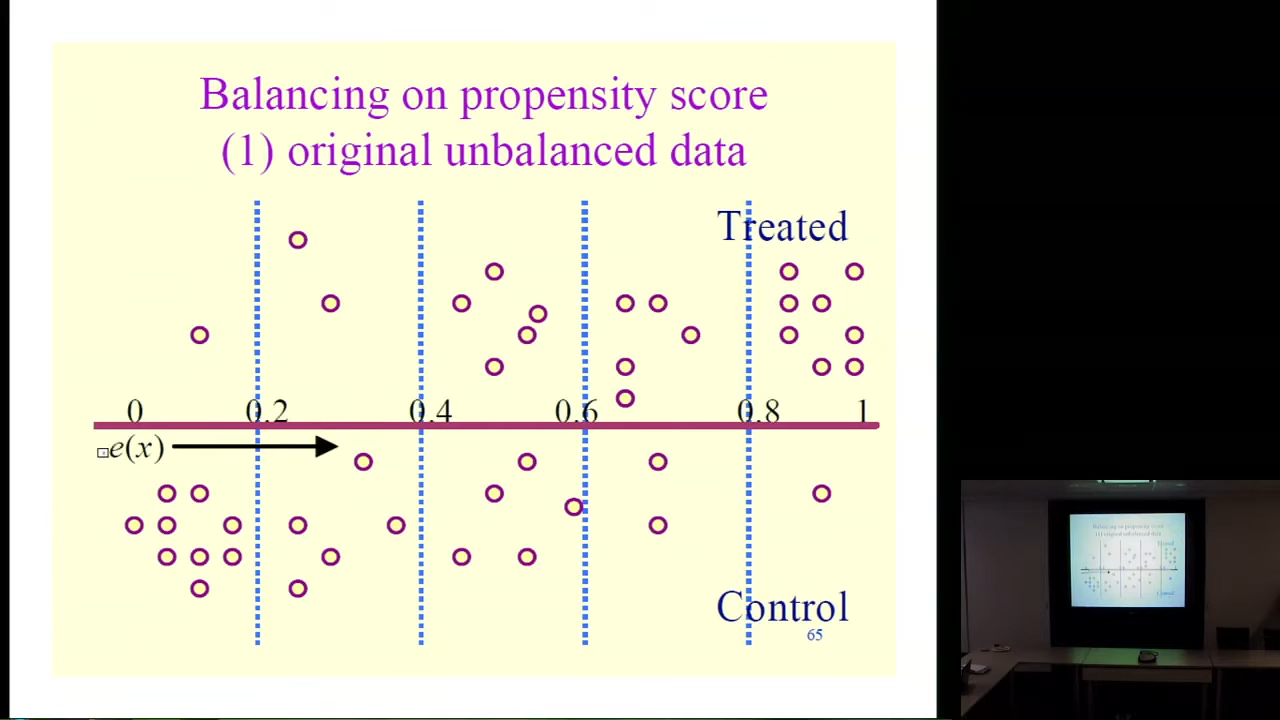 Balancing on propensity score
(1) original unbalanced data
Treated
0 0.2 0.4 0.6 0.8 1
e(x)
Control
65